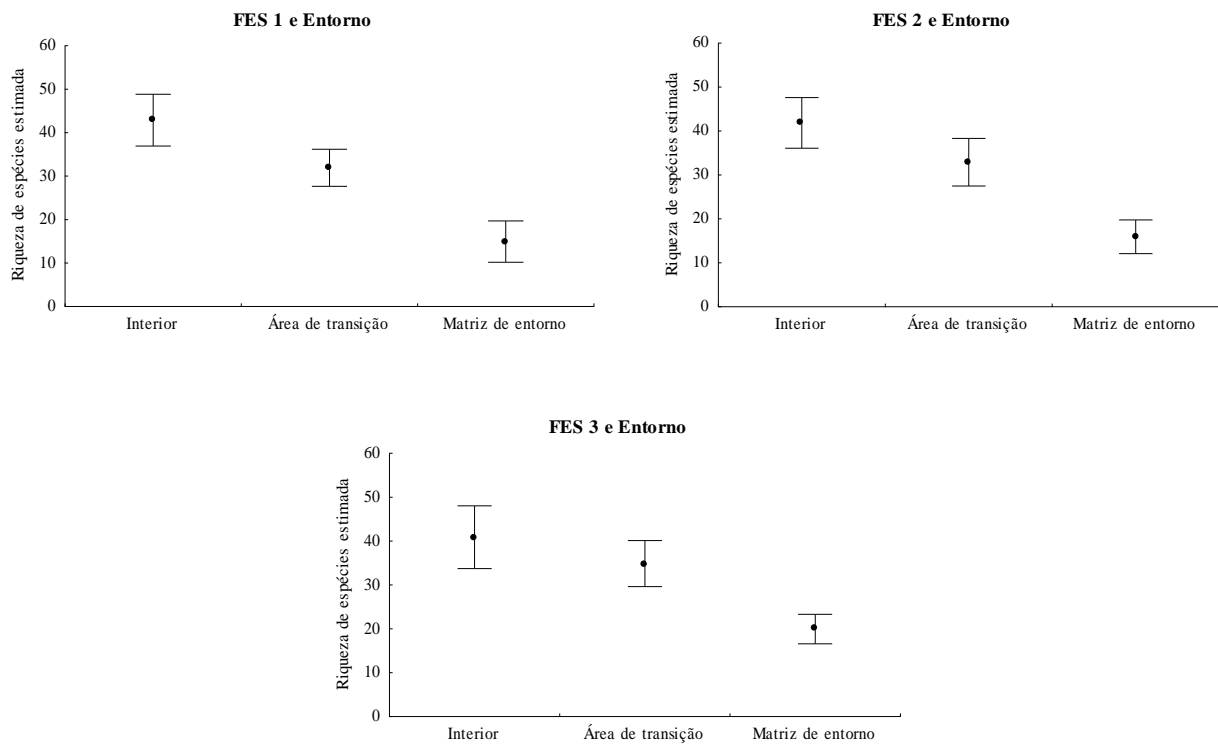 FES 1 e Entorno
Riqueza de espécies estimada
60
50
40
30
20
10
0
Interior
Área de transição
Matriz de entorno
FES 2 e Entorno
Riqueza de espécies estimada
60
50
40
30
20
10
0
Interior
Área de transição
Matriz de entorno
FES 3 e Entorno
Riqueza de espécies estimada
60
50
40
30
20
10
0
Interior
Área de transição
Matriz de entorno